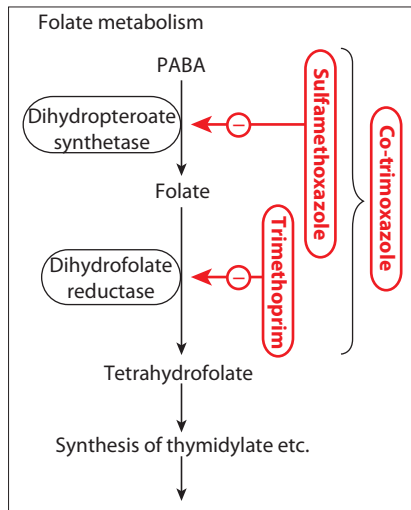 Folate metabolism
PABA
Dihydropteroate
synthetase
−
Sulfamethoxazole
Co-trimoxazole
Folate
Dihydrofolate
reductase
−
Trimethoprim
Tetrahydrofolate
Synthesis of thymidylate etc.